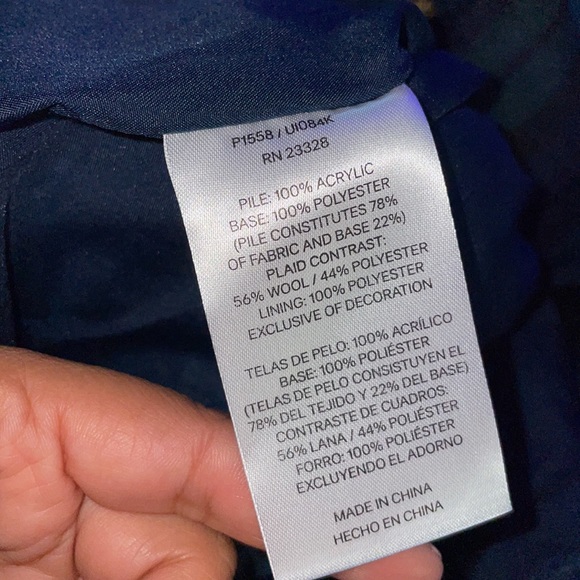 P1558 / UI084K
RN 23328
PILE: 100% ACRYLIC
BASE: 100% POLYESTER
(PILE CONSTITUTES 78%
OF FABRIC AND BASE 22%)
PLAID CONTRAST:
56% WOOL / 44% POLYESTER
LINING: 100% POLYESTER
EXCLUSIVE OF DECORATION
TELAS DE PELO: 100% ACRÍLICO
BASE: 100% POLIÉSTER
(TELAS DE PELO CONSISTUYEN EL
78% DEL TEJIDO Y 22% DEL BASE)
CONTRASTE DE CUADROS:
56% LANA / 44% POLIÉSTER
FORRO: 100% POLIÉSTER
EXCLUYENDO EL ADORNO
MADE IN CHINA
HECHO EN CHINA